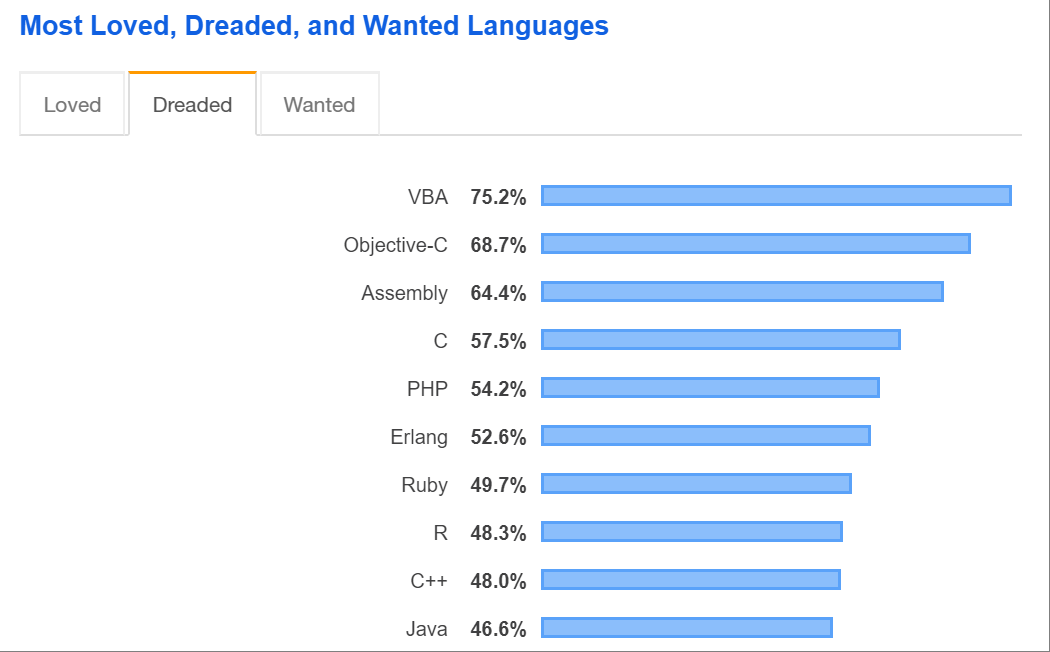 Most Loved, Dreaded, and Wanted Languages
Loved Dreaded Wanted
VBA 75.2%
Objective-C 68.7%
Assembly 64.4%
C 57.5%
PHP 54.2%
Erlang 52.6%
Ruby 49.7%
R 48.3%
C++ 48.0%
Java 46.6%